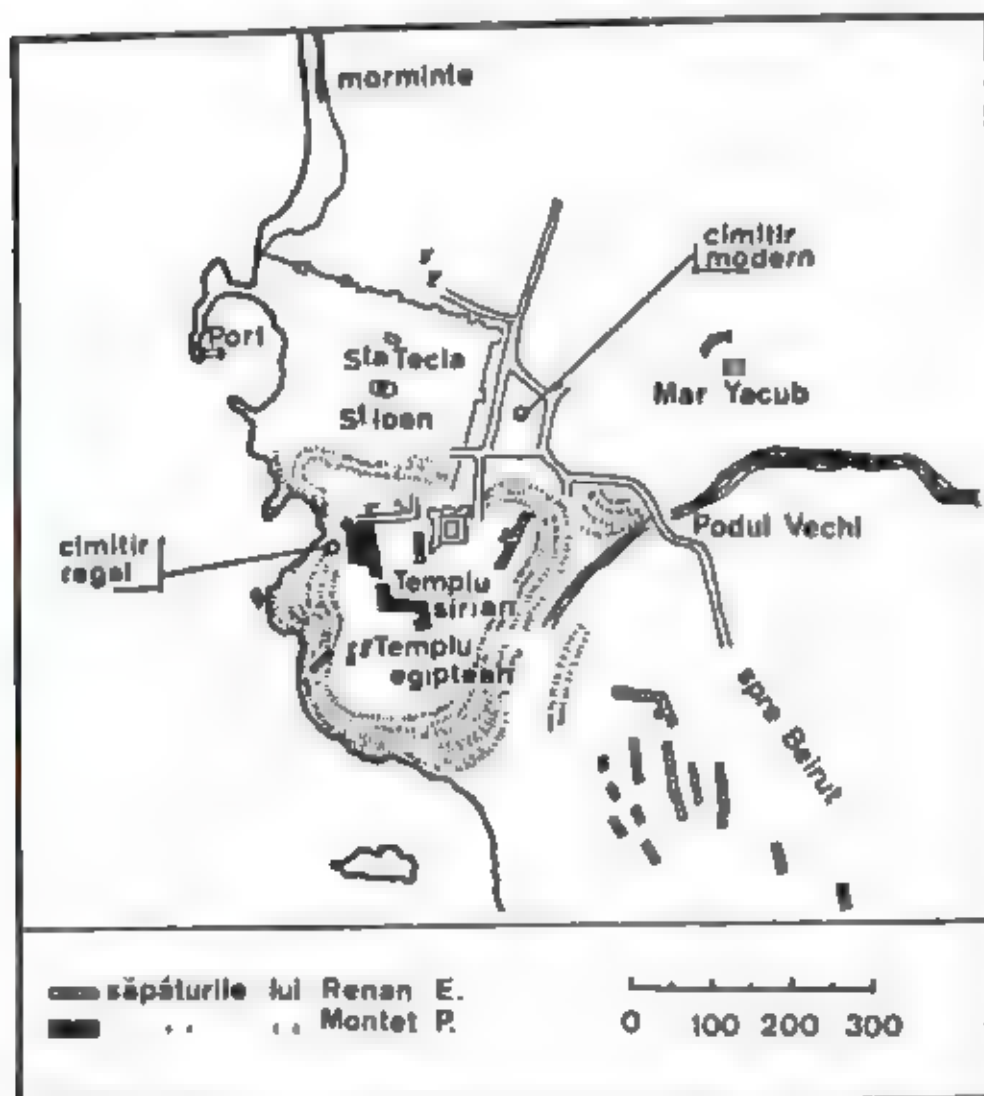 morminte
cimitir
modern
Port
Sta Tecla
St Ioan
Mar Yacub
Podul Vechi
cimitir
regal
Templu
sirian
Templu
egiptean
spre Beirut
săpăturile lui Renan E.
" " Montet P.
0 100 200 300